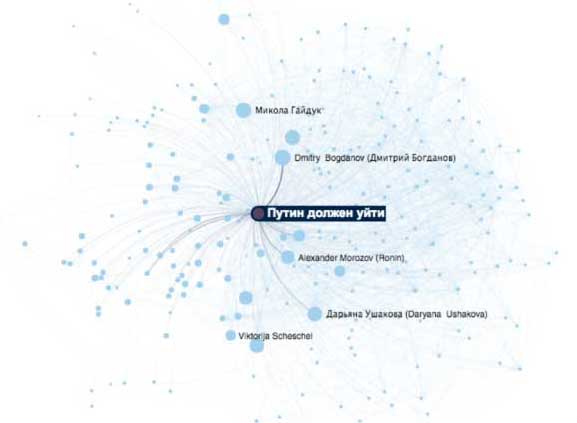 Микола Гайдук
Dmitry Bogdanov (Дмитрий Богданов)
Путин должен уйти
Alexander Morozov (Ronin)
Дарьяна Ушакова (Daryana Ushakova)
Viktorija Scheschel